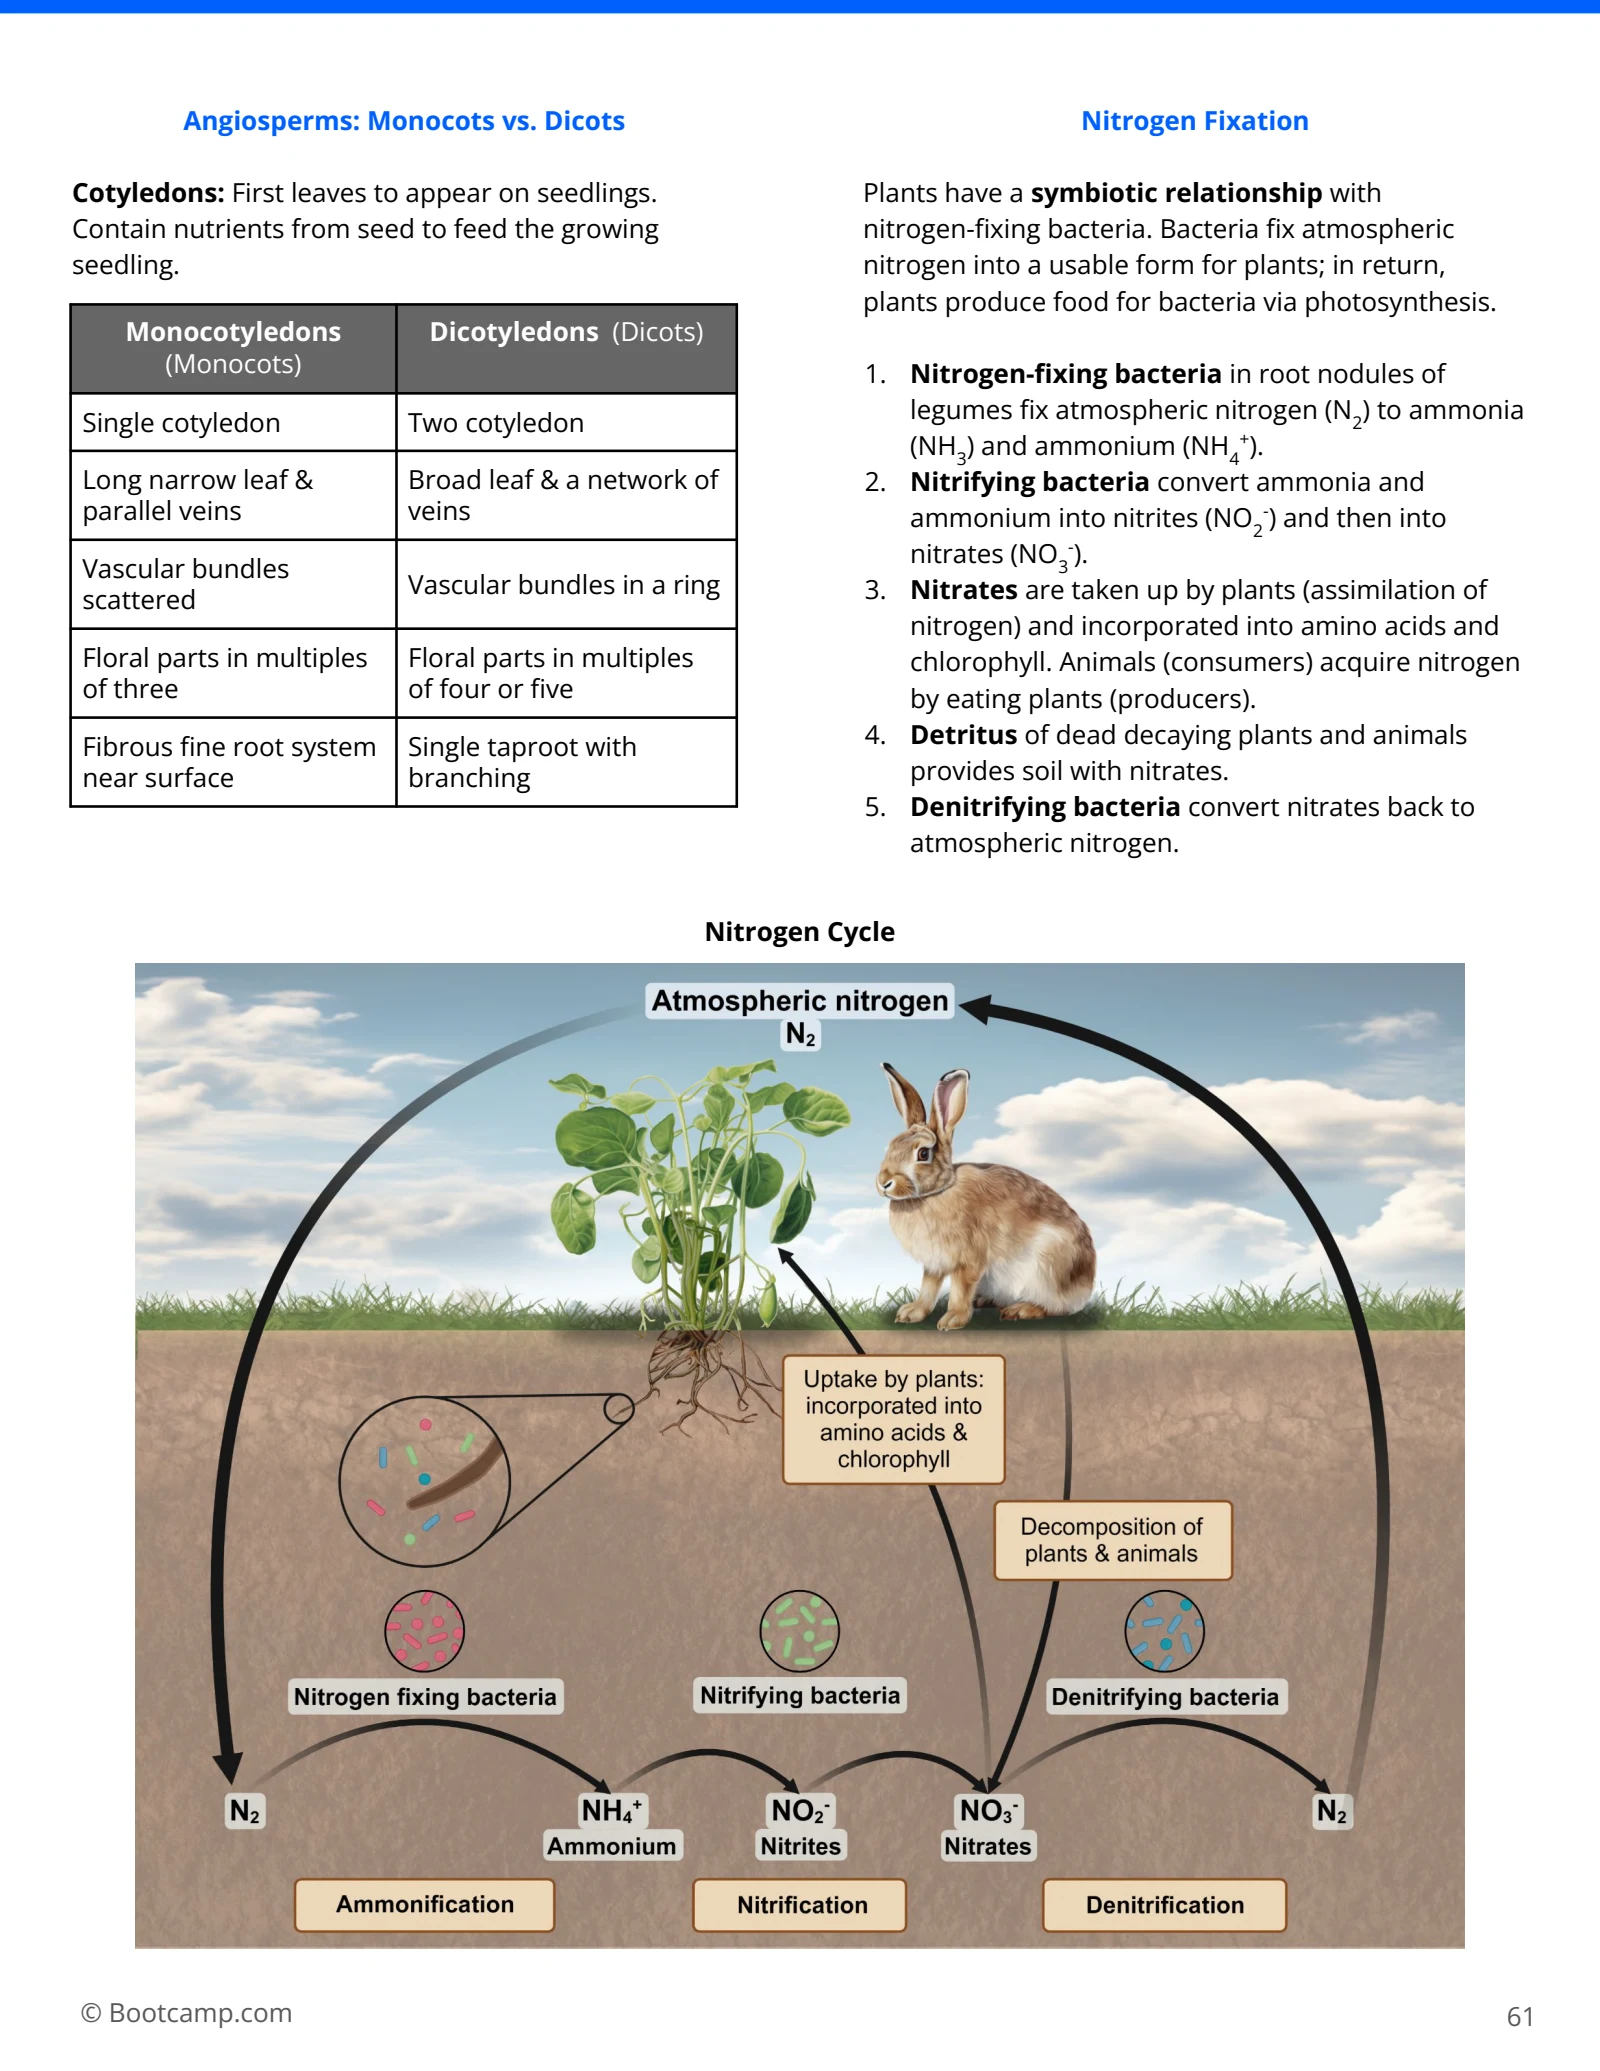 Angiosperms: Monocots vs. Dicots
Cotyledons: First leaves to appear on seedlings.
Contain nutrients from seed to feed the growing
seedling.
Monocotyledons
(Monocots)
Dicotyledons (Dicots)
Single cotyledon
Two cotyledon
Long narrow leaf &
parallel veins
Broad leaf & a network of
veins
Vascular bundles
scattered
Vascular bundles in a ring
Floral parts in multiples
of three
Floral parts in multiples
of four or five
Fibrous fine root system
near surface
Single taproot with
branching
Nitrogen Fixation
Plants have a symbiotic relationship with
nitrogen-fixing bacteria. Bacteria fix atmospheric
nitrogen into a usable form for plants; in return,
plants produce food for bacteria via photosynthesis.
1. Nitrogen-fixing bacteria in root nodules of
legumes fix atmospheric nitrogen (N₂) to ammonia
(NH₃) and ammonium (NH₄⁺).
2. Nitrifying bacteria convert ammonia and
ammonium into nitrites (NO₂⁻) and then into
nitrates (NO₃⁻).
3. Nitrates are taken up by plants (assimilation of
nitrogen) and incorporated into amino acids and
chlorophyll. Animals (consumers) acquire nitrogen
by eating plants (producers).
4. Detritus of dead decaying plants and animals
provides soil with nitrates.
5. Denitrifying bacteria convert nitrates back to
atmospheric nitrogen.
Nitrogen Cycle
Atmospheric nitrogen
N₂
Uptake by plants:
incorporated into
amino acids &
chlorophyll
Decomposition of
plants & animals
Nitrogen fixing bacteria
Nitrifying bacteria
Denitrifying bacteria
N₂
NH₄⁺
Ammonium
NO₂⁻
Nitrites
NO₃⁻
Nitrates
N₂
Ammonification
Nitrification
Denitrification
© Bootcamp.com
61